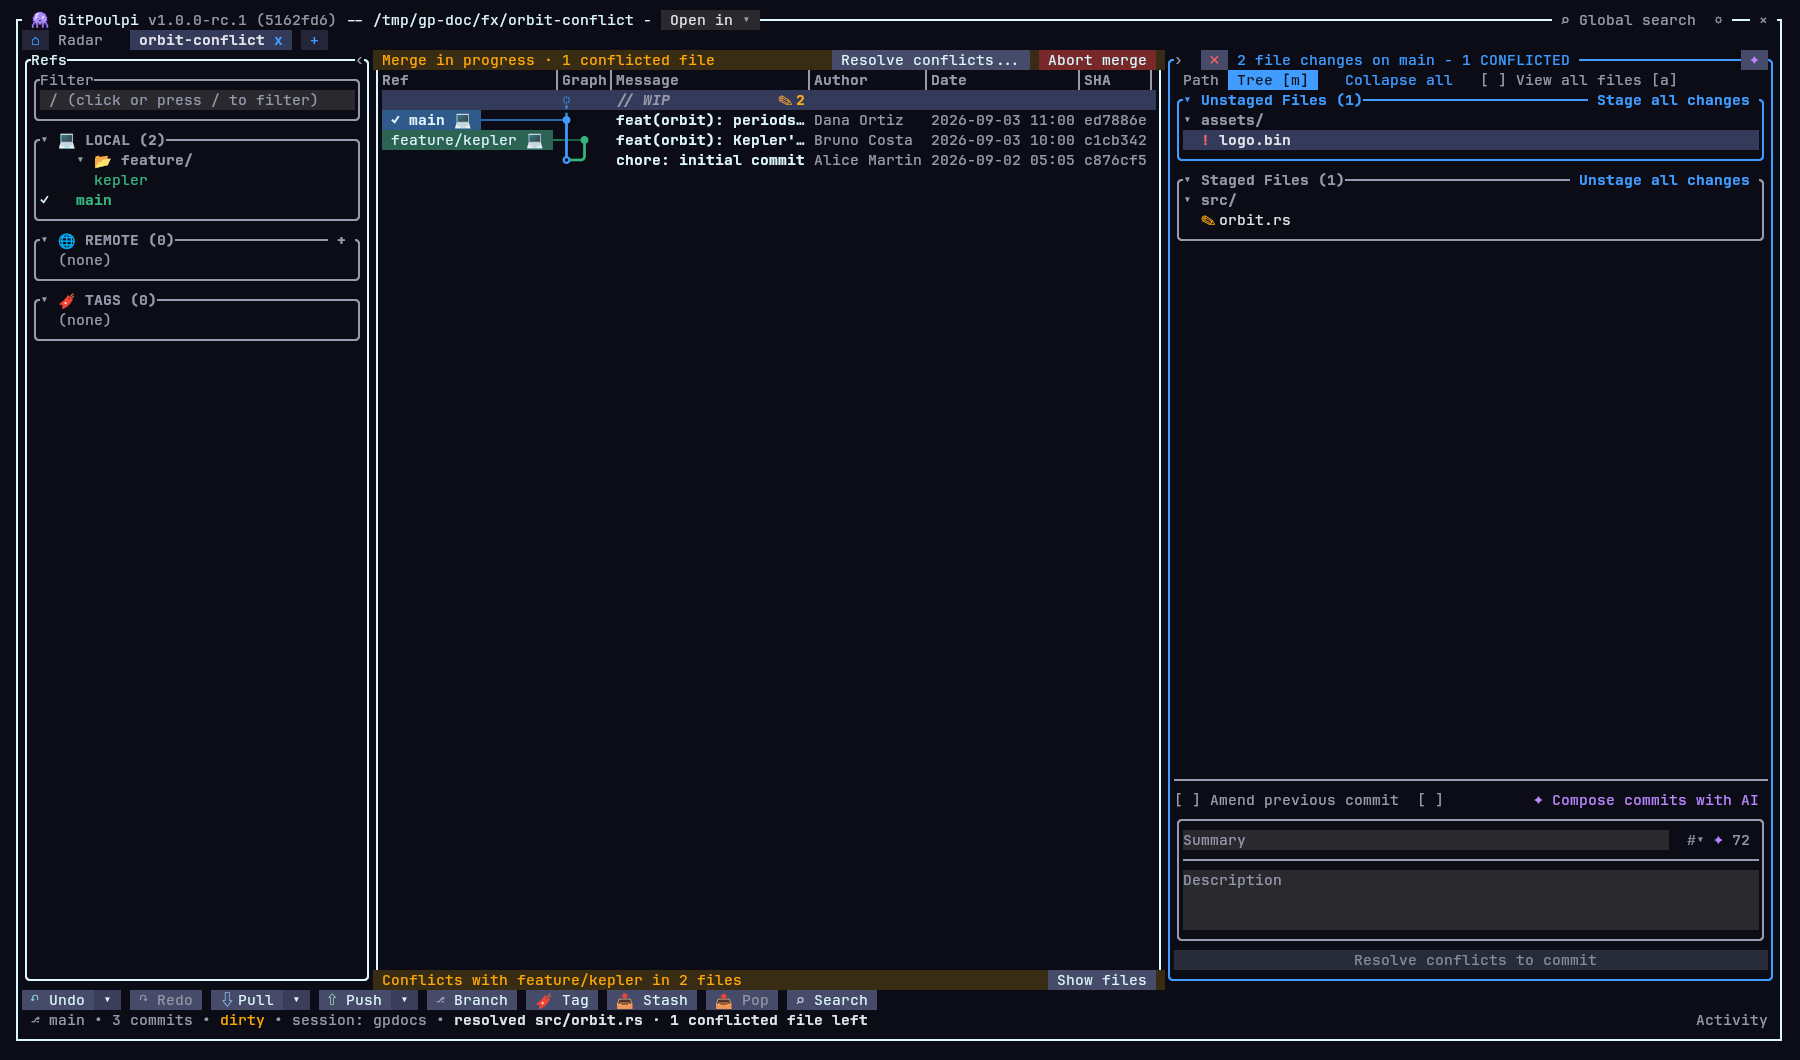 GitPoulpi v1.0.0-rc.1 (5162fd6) —— /tmp/gp-doc/fx/orbit-conflict - Open in ▾ ⌕ Global search ⚙ ×
⌂ Radar orbit-conflict x +
Refs ‹
Filter
/ (click or press / to filter)
▾ LOCAL (2)
▾ feature/
kepler
✓ main
▾ REMOTE (0) +
(none)
▾ TAGS (0)
(none)
Merge in progress · 1 conflicted file Resolve conflicts... Abort merge
Ref Graph Message Author Date SHA
// WIP ✎ 2
✓ main feat(orbit): periods… Dana Ortiz 2026-09-03 11:00 ed7886e
feature/kepler feat(orbit): Kepler'… Bruno Costa 2026-09-03 10:00 c1cb342
chore: initial commit Alice Martin 2026-09-02 05:05 c876cf5
Conflicts with feature/kepler in 2 files Show files
› ✕ 2 file changes on main - 1 CONFLICTED ✦
Path Tree [m] Collapse all [ ] View all files [a]
▾ Unstaged Files (1) Stage all changes
▾ assets/
! logo.bin
▾ Staged Files (1) Unstage all changes
▾ src/
✎ orbit.rs
[ ] Amend previous commit [ ] ✦ Compose commits with AI
Summary #▾ ✦ 72
Description
Resolve conflicts to commit
↶ Undo ▾ ↷ Redo ⇩ Pull ▾ ⇧ Push ▾ ⎇ Branch Tag Stash Pop ⌕ Search
⎇ main • 3 commits • dirty • session: gpdocs • resolved src/orbit.rs · 1 conflicted file left Activity